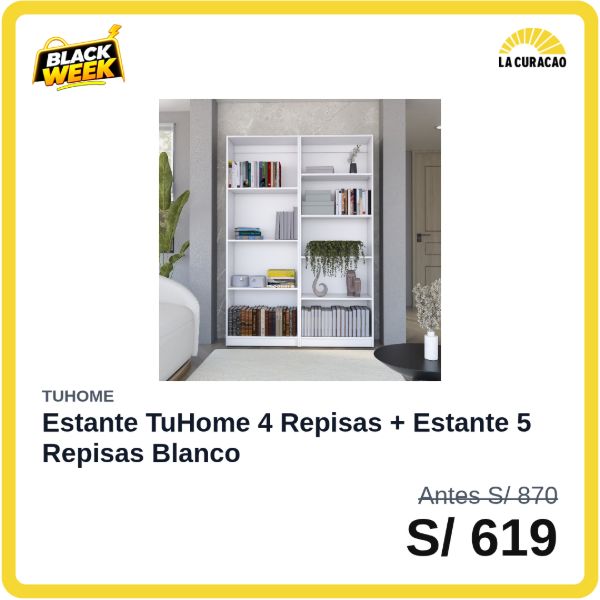 BLACK
WEEK
LA CURACAO
TUHOME
Estante TuHome 4 Repisas + Estante 5
Repisas Blanco
Antes S/ 870
S/ 619